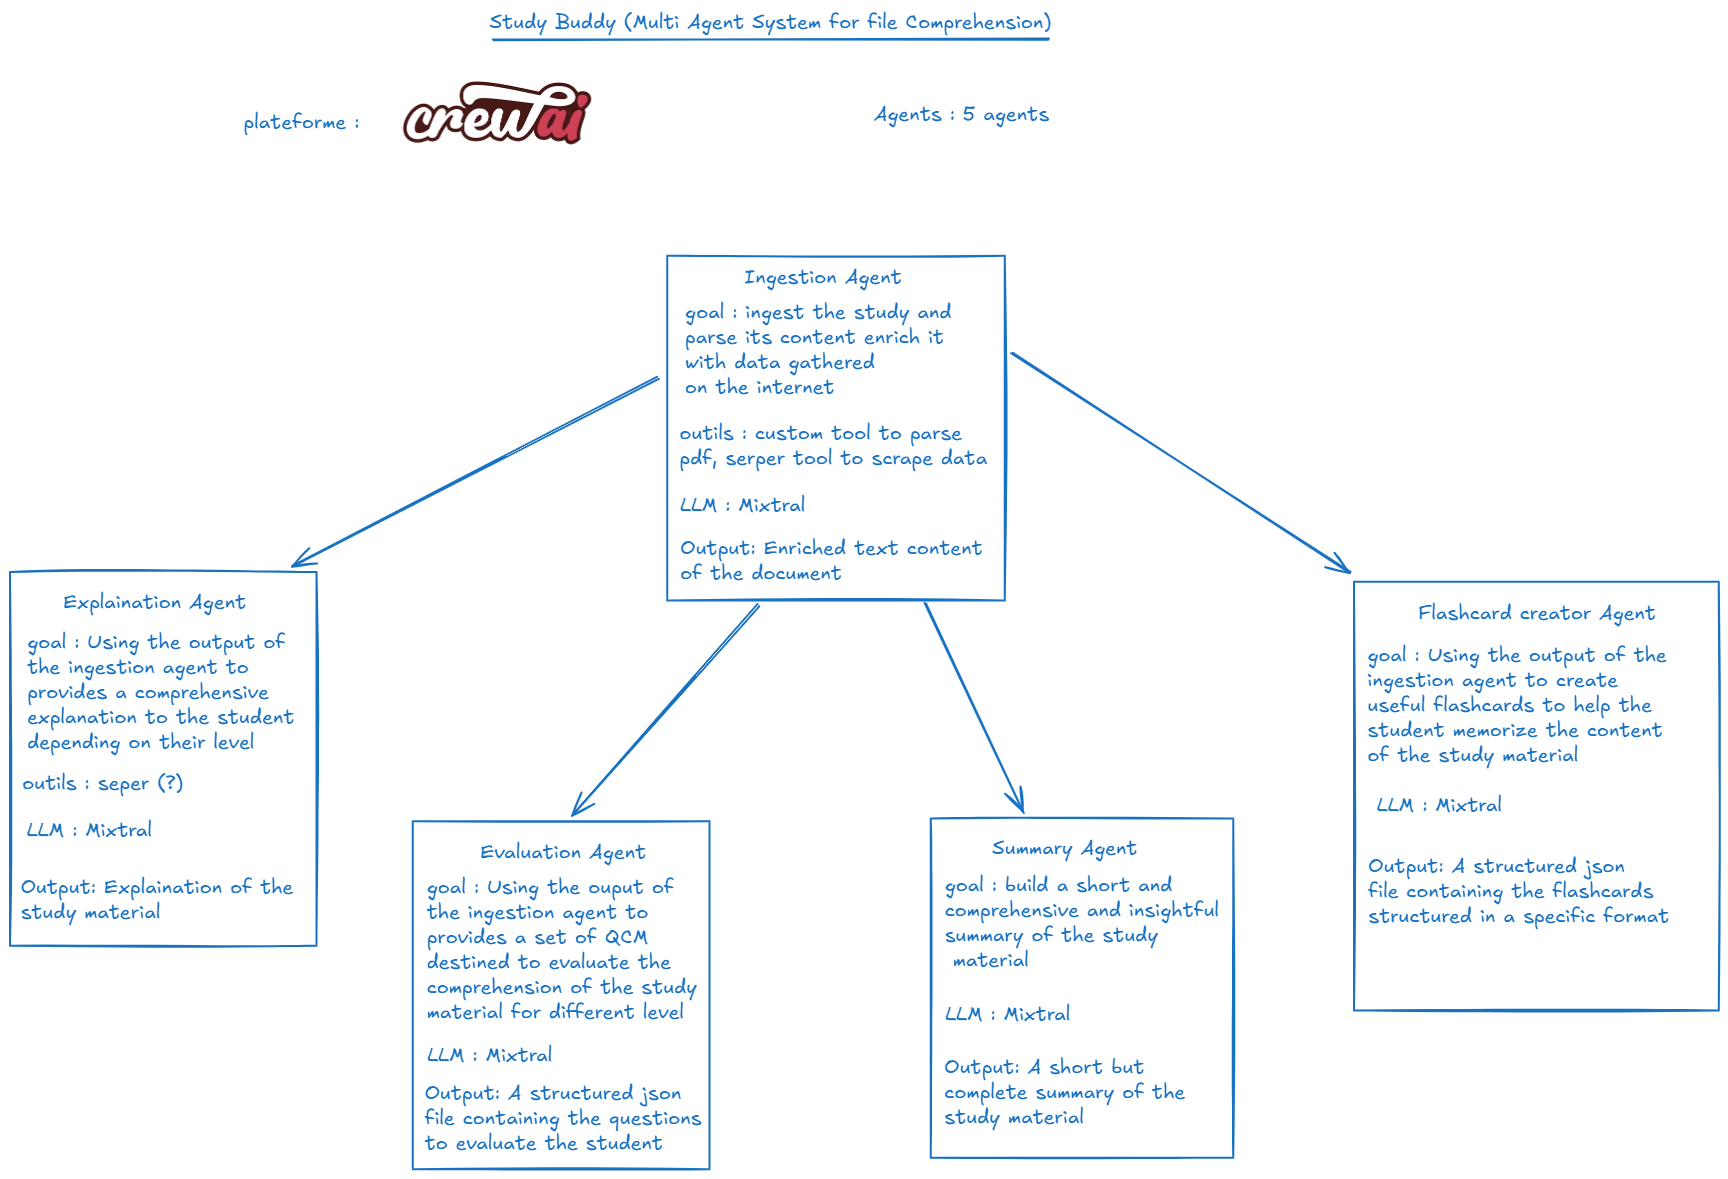 Study Buddy (Multi Agent System for file Comprehension)
plateforme :
crewai
Agents : 5 agents
Ingestion Agent
goal : ingest the study and
parse its content enrich it
with data gathered
on the internet
outils : custom tool to parse
pdf, serper tool to scrape data
LLM : Mixtral
Output: Enriched text content
of the document
Explaination Agent
goal : Using the output of
the ingestion agent to
provides a comprehensive
explanation to the student
depending on their level
outils : seper (?)
LLM : Mixtral
Output: Explaination of the
study material
Evaluation Agent
goal : Using the ouput of
the ingestion agent to
provides a set of QCM
destined to evaluate the
comprehension of the study
material for different level
LLM : Mixtral
Output: A structured json
file containing the questions
to evaluate the student
Summary Agent
goal : build a short and
comprehensive and insightful
summary of the study
material
LLM : Mixtral
Output: A short but
complete summary of the
study material
Flashcard creator Agent
goal : Using the output of the
ingestion agent to create
useful flashcards to help the
student memorize the content
of the study material
LLM : Mixtral
Output: A structured json
file containing the flashcards
structured in a specific format